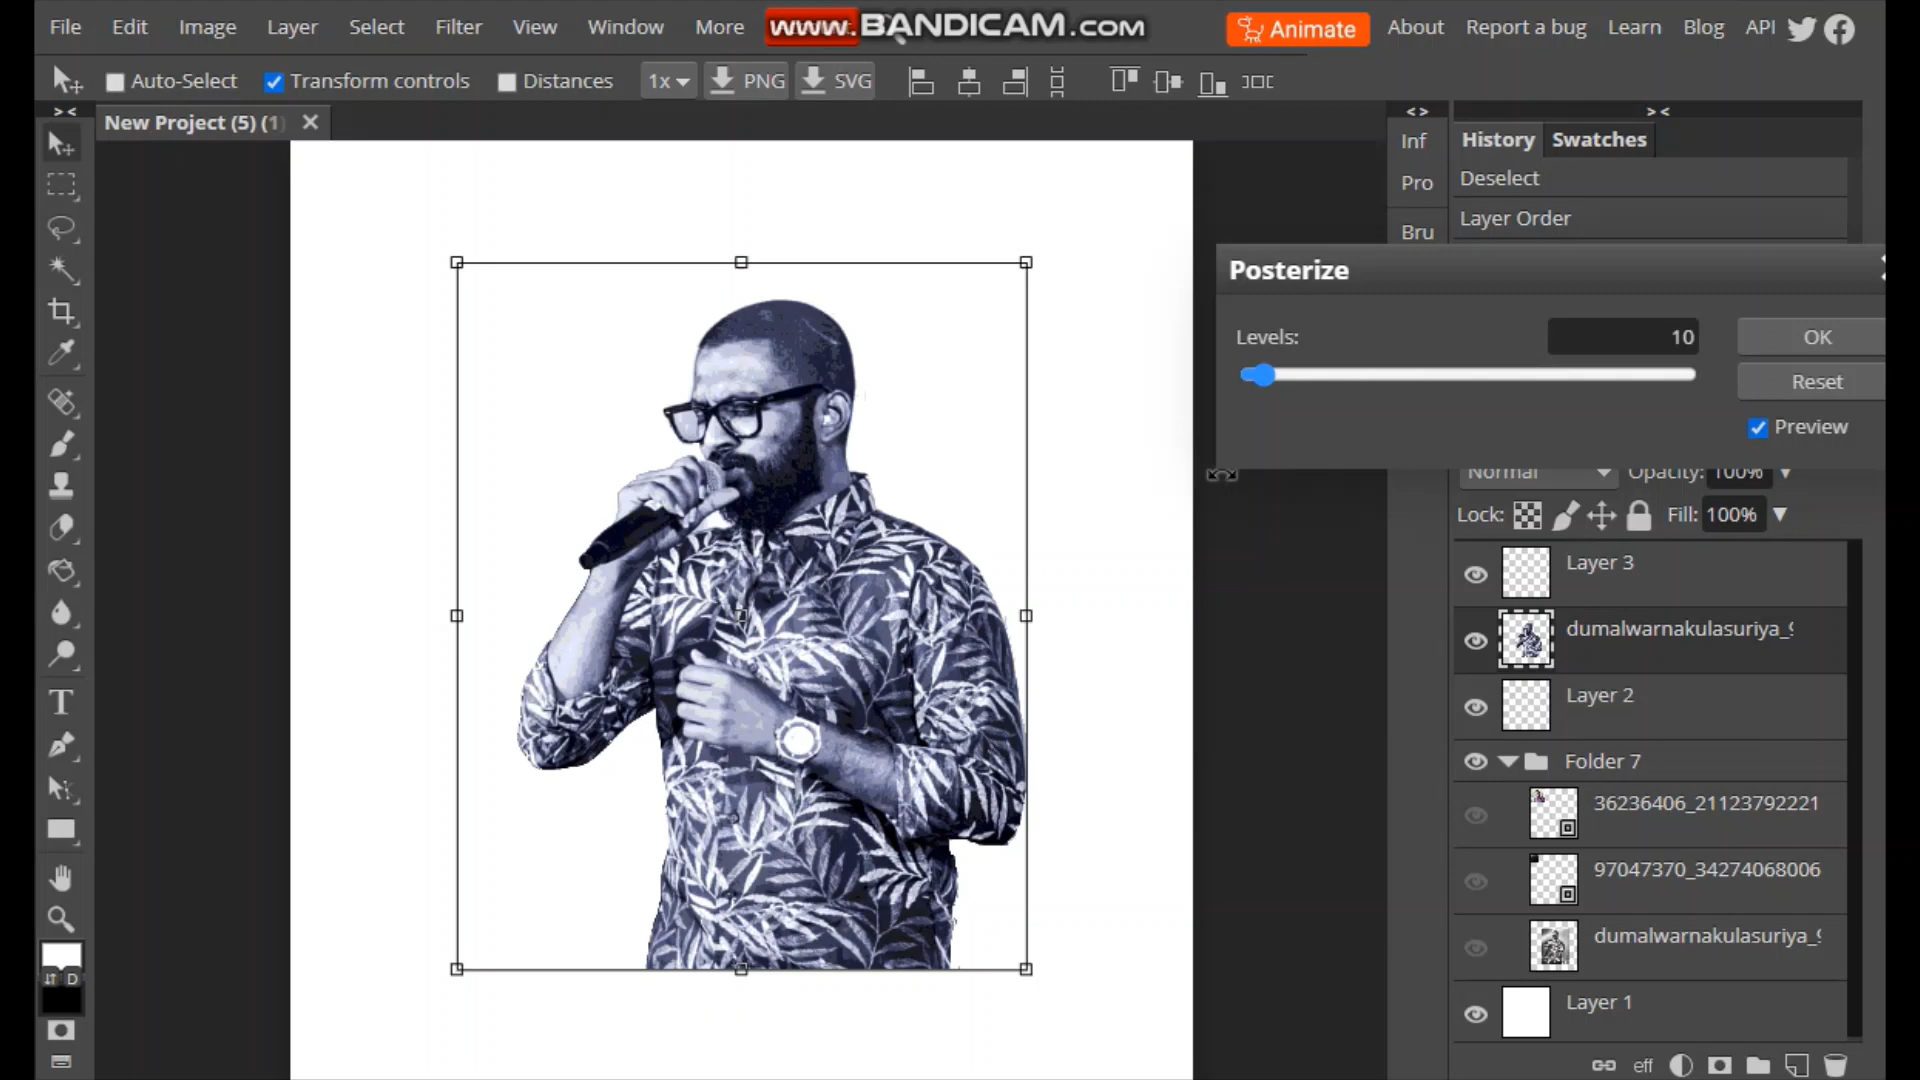 File Edit Image Layer Select Filter View Window More www.BANDICAM.com Animate About Report a bug Learn Blog API
Auto-Select Transform controls Distances 1x PNG SVG
New Project (5) (1)
Inf
Pro
Bru
History Swatches
Deselect
Layer Order
Posterize
Levels: 10 OK
Reset
Preview
Normal Opacity: 100%
Lock: Fill: 100%
Layer 3
dumalwarnakulasuriya_9
Layer 2
Folder 7
36236406_21123792221
97047370_34274068006
dumalwarnakulasuriya_9
Layer 1
T
D
eff